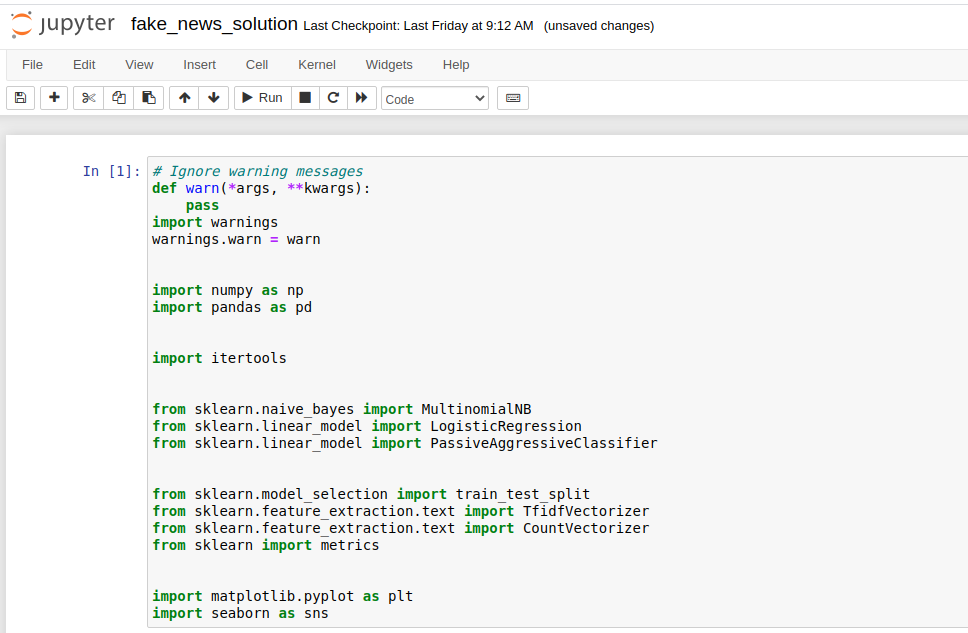 jupyter fake_news_solution Last Checkpoint: Last Friday at 9:12 AM (unsaved changes)
File Edit View Insert Cell Kernel Widgets Help
Run Code
In [1]: # Ignore warning messages
def warn(*args, **kwargs):
    pass
import warnings
warnings.warn = warn
import numpy as np
import pandas as pd
import itertools
from sklearn.naive_bayes import MultinomialNB
from sklearn.linear_model import LogisticRegression
from sklearn.linear_model import PassiveAggressiveClassifier
from sklearn.model_selection import train_test_split
from sklearn.feature_extraction.text import TfidfVectorizer
from sklearn.feature_extraction.text import CountVectorizer
from sklearn import metrics
import matplotlib.pyplot as plt
import seaborn as sns